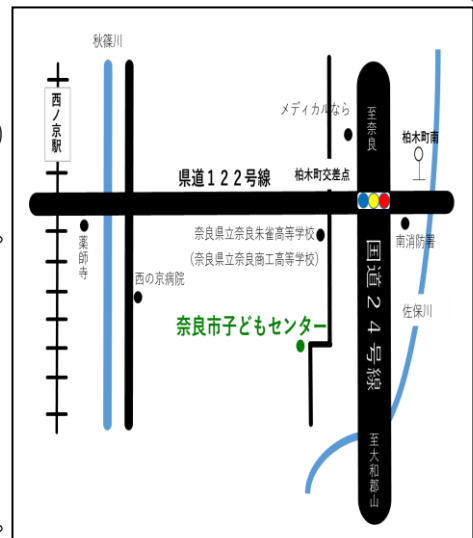 秋篠川
西ノ京駅
メディカルなら
至奈良
柏木町南
県道122号線
柏木町交差点
薬師寺
奈良県立奈良朱雀高等学校
(奈良県立奈良商工高等学校)
南消防署
西の京病院
国道24号線
佐保川
奈良市子どもセンター
至大和郡山
)
。
。